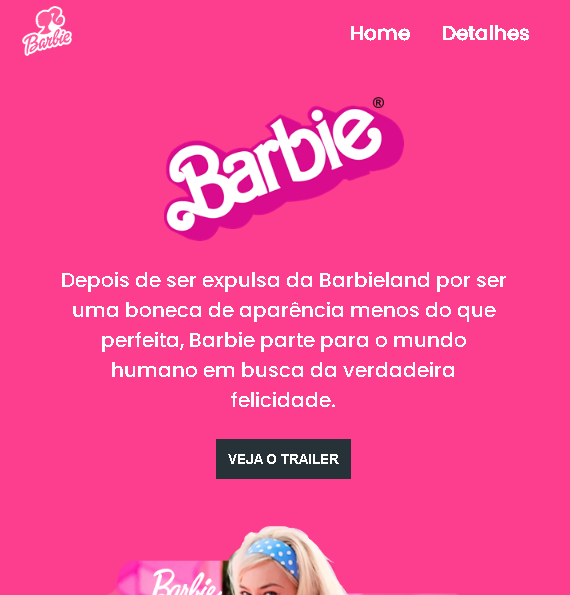 Barbie
Home Detalhes
Barbie®
Depois de ser expulsa da Barbieland por ser
uma boneca de aparência menos do que
perfeita, Barbie parte para o mundo
humano em busca da verdadeira
felicidade.
VEJA O TRAILER
Barbie